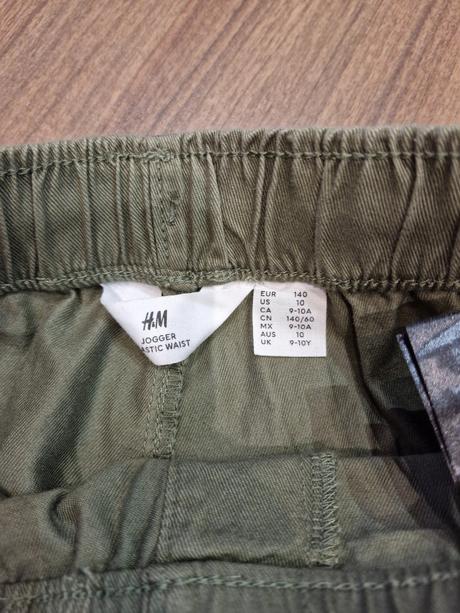 H&M
JOGGER
ASTIC WAIST
EUR 140
US 10
CA 9-10A
CN 140/60
MX 9-10A
AUS 10
UK 9-10Y